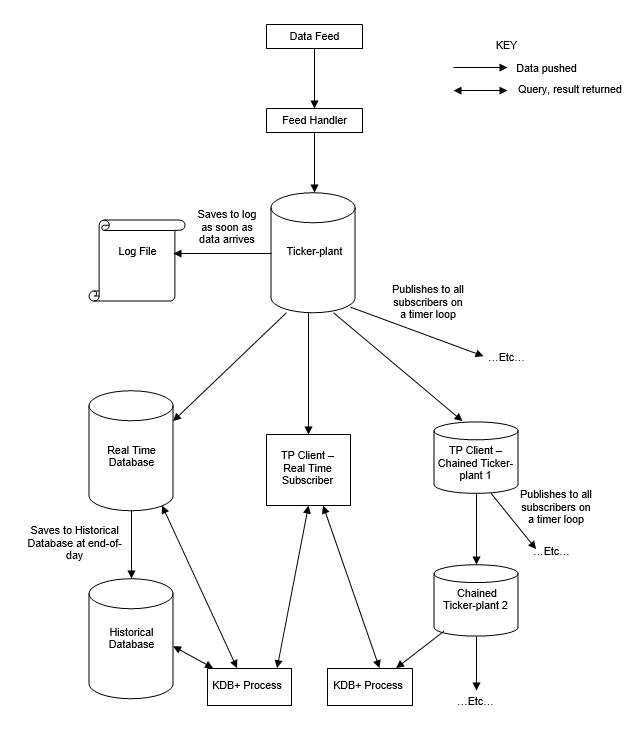 Data Feed
KEY
Data pushed
Query, result returned
Feed Handler
Saves to log
as soon as
data arrives
Log File
Ticker-plant
Publishes to all
subscribers on
a timer loop
...Etc...
Real Time
Database
TP Client –
Real Time
Subscriber
TP Client –
Chained Ticker-
plant 1
Publishes to all
subscribers on
a timer loop
...Etc...
Saves to Historical
Database at end-of-
day
Historical
Database
Chained
Ticker-plant 2
KDB+ Process
KDB+ Process
...Etc...